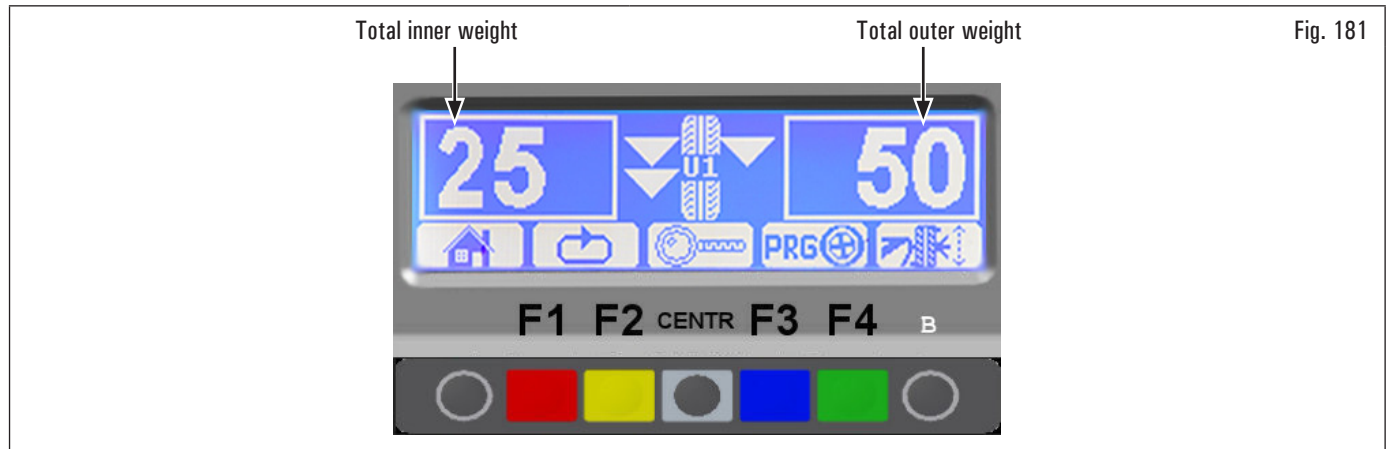 Total inner weight
Total outer weight
Fig. 181
25
U1
50
PRG
F1 F2 CENTR F3 F4 B